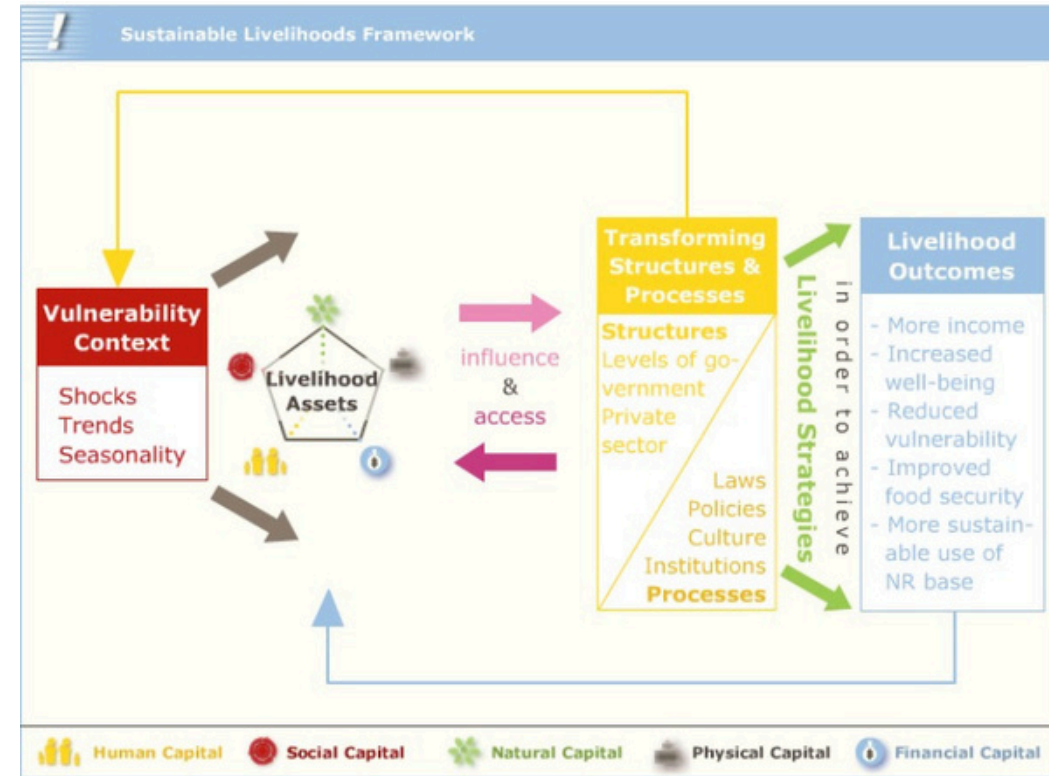 !
Sustainable Livelihoods Framework
Vulnerability
Context
Shocks
Trends
Seasonality
Livelihood
Assets
influence
&
access
Transforming
Structures &
Processes
Structures
Levels of go-
vernment
Private
sector
Laws
Policies
Culture
Institutions
Processes
Livelihood Strategies
in order to achieve
Livelihood
Outcomes
- More income
- Increased
well-being
- Reduced
vulnerability
- Improved
food security
- More sustain-
able use of
NR base
Human Capital
Social Capital
Natural Capital
Physical Capital
Financial Capital